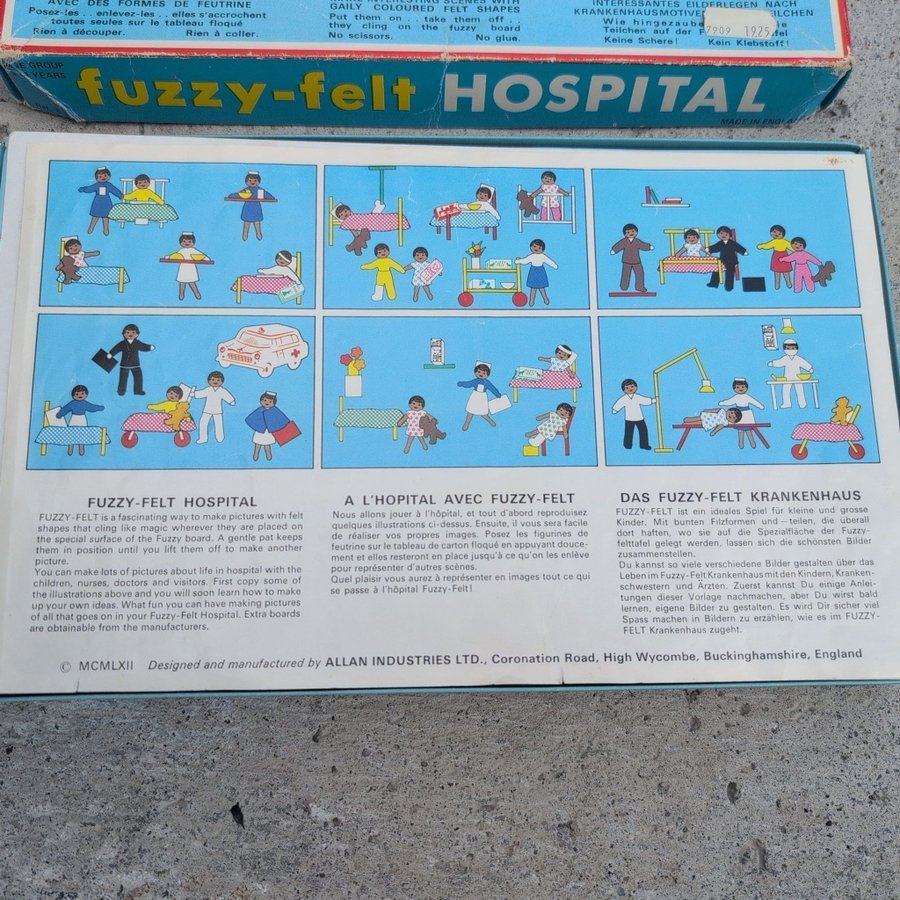 AVEC DES FORMES DE FEUTRINE
Posez-les . . enlevez-les . . elles s'accrochent
toutes seules sur le tableau floqué
Rien à découper. Rien à coller.
INTERESTING SCENES WITH
GAILY COLOURED FELT SHAPES
Put them on . . take them off . .
they cling on the fuzzy board
No scissors. No glue.
INTERESSANTES BILDERLEGEN NACH
KRANKENHAUSMOTIVE
Wie hingezaube
Teilchen auf der F
Keine Schere! Kein Klebstoff!
7909 19.25
GROUP
YEARS
fuzzy-felt HOSPITAL
MADE IN ENGLAND
FUZZY-FELT HOSPITAL
FUZZY-FELT is a fascinating way to make pictures with felt
shapes that cling like magic wherever they are placed on
the special surface of the Fuzzy board. A gentle pat keeps
them in position until you lift them off to make another
picture.
You can make lots of pictures about life in hospital with the
children, nurses, doctors and visitors. First copy some of
the illustrations above and you will soon learn how to make
up your own ideas. What fun you can have making pictures
of all that goes on in your Fuzzy-Felt Hospital. Extra boards
are obtainable from the manufacturers.
A L'HOPITAL AVEC FUZZY-FELT
Nous allons jouer à l'hôpital, et tout d'abord reproduisez
quelques illustrations ci-dessus. Ensuite, il vous sera facile
de réaliser vos propres images. Posez les figurines de
feutrine sur le tableau de carton floqué en appuyant douce-
ment et elles resteront en place jusqu'à ce qu'on les enlève
pour représenter d'autres scènes.
Quel plaisir vous aurez à représenter en images tout ce qui
se passe à l'hôpital Fuzzy-Felt!
DAS FUZZY-FELT KRANKENHAUS
FUZZY-FELT ist ein ideales Spiel für kleine und grosse
Kinder. Mit bunten Filzformen und – teilen, die überall
dort haften, wo sie auf die Spezialfläche der Fuzzy-
felttafel gelegt werden, lassen sich die schönsten Bilder
zusammenstellen.
Du kannst so viele verschiedene Bilder gestalten über das
Leben im Fuzzy-Felt Krankenhaus mit den Kindern, Kranken-
schwestern und Ärzten. Zuerst kannst Du einige Anlei-
tungen dieser Vorlage nachmachen, aber Du wirst bald
lernen, eigene Bilder zu gestalten. Es wird Dir sicher viel
Spass machen in Bildern zu erzählen, wie es im FUZZY-
FELT Krankenhaus zugeht.
© MCMLXII Designed and manufactured by ALLAN INDUSTRIES LTD., Coronation Road, High Wycombe, Buckinghamshire, England